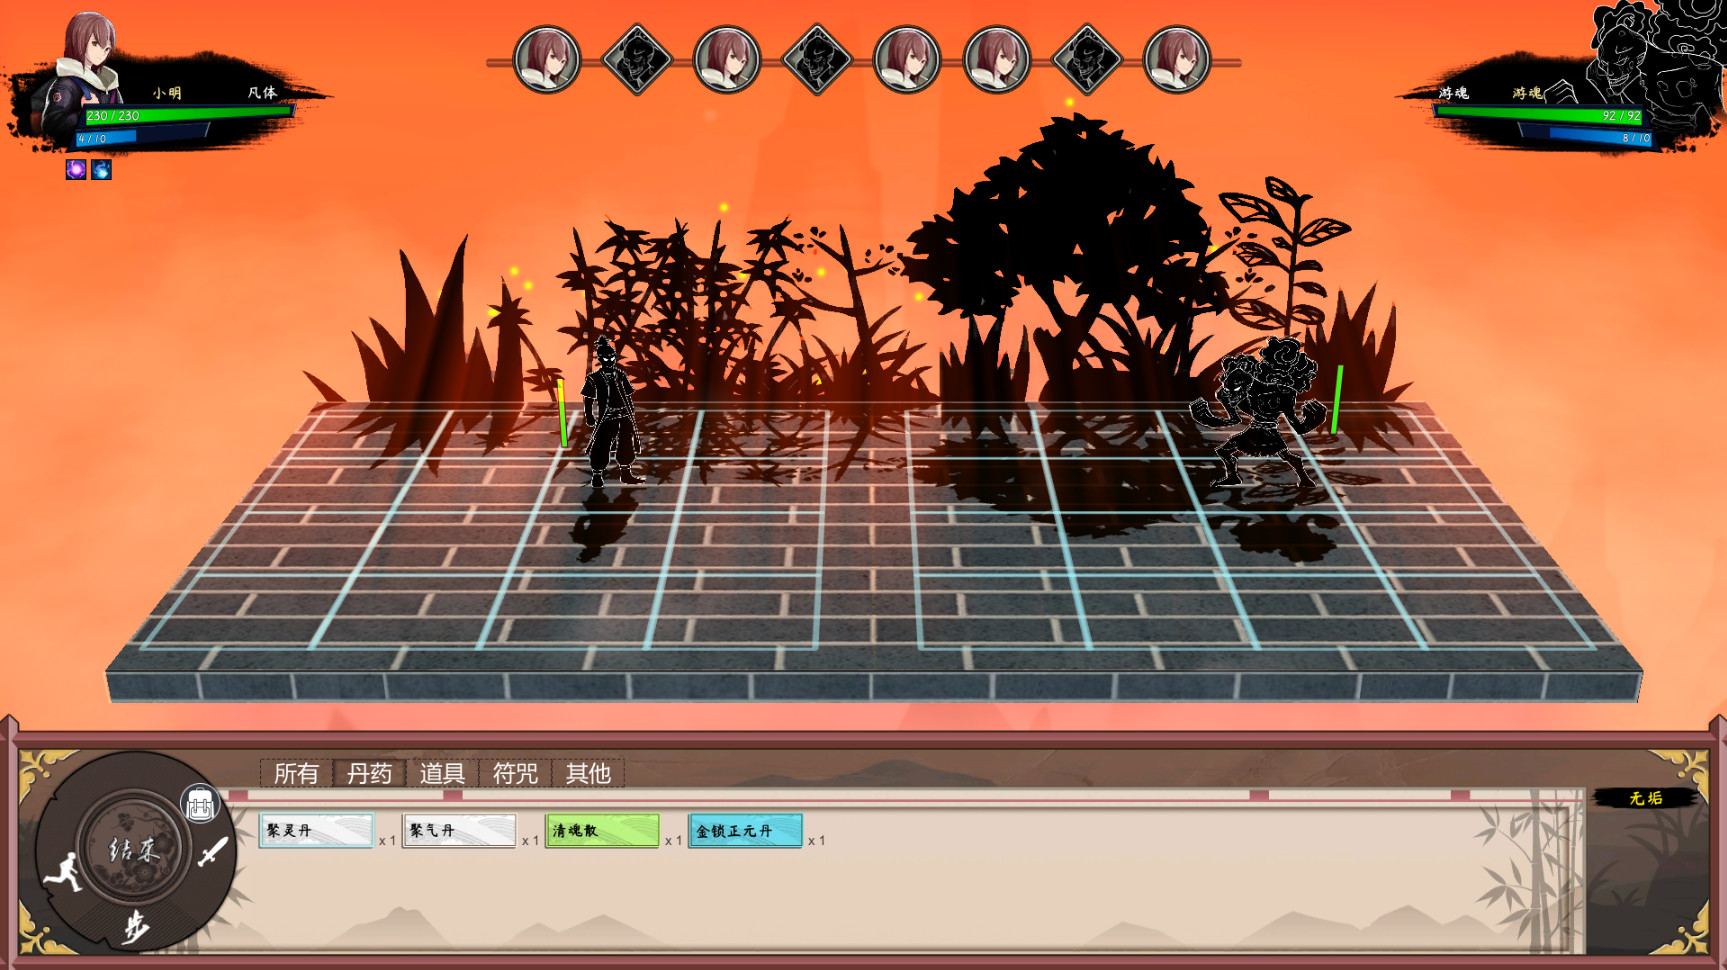 小明 凡体
230 / 230
4 / 10
游魂 游魂
92 / 92
8 / 10
所有 丹药 道具 符咒 其他
无垢
聚灵丹 x 1 聚气丹 x 1 清魂散 x 1 金锁正元丹 x 1
结束
步